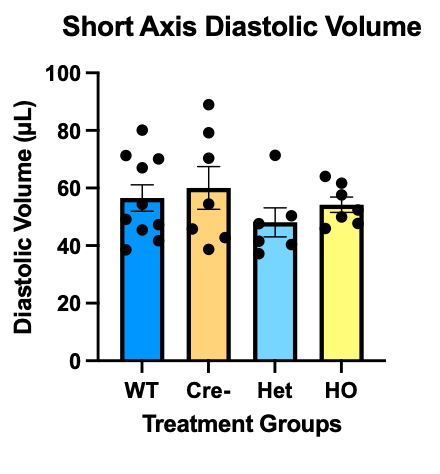 Short Axis Diastolic Volume
Diastolic Volume (µL)
100
80
60
40
20
0
WT Cre- Het HO
Treatment Groups